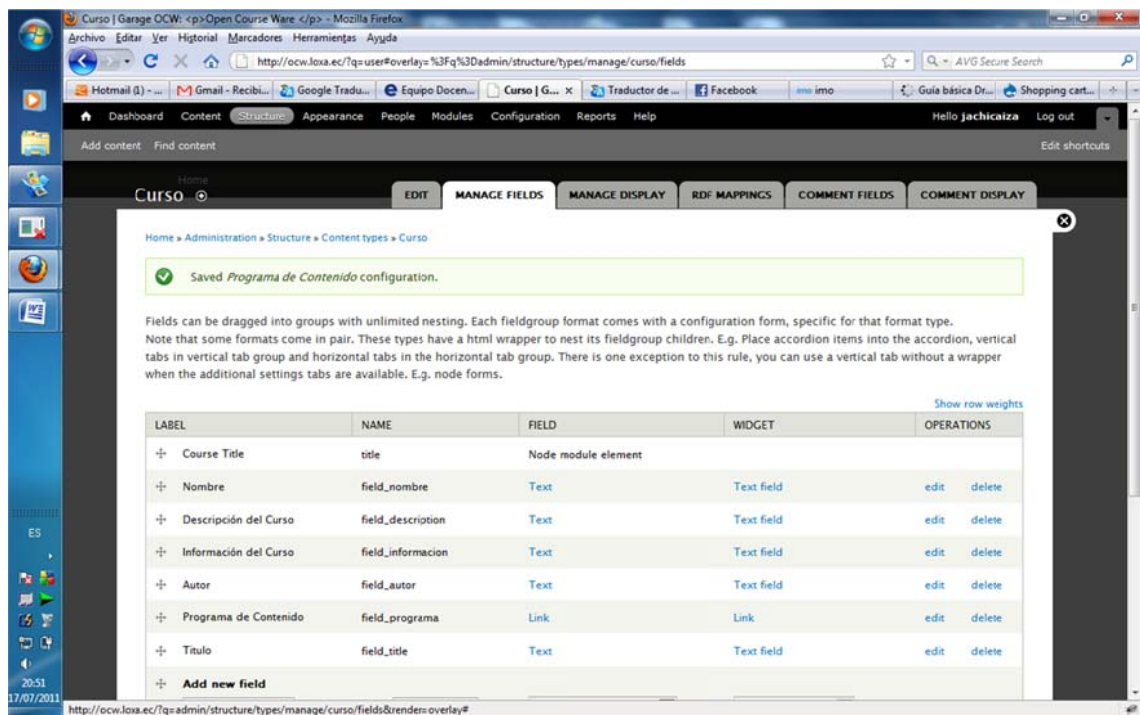 Curso | Garage OCW: <p>Open Course Ware </p> - Mozilla Firefox
Archivo Editar Ver Historial Marcadores Herramientas Ayuda
http://ocw.loxa.ec/?q=user#overlay=%3Fq%3Dadmin/structure/types/manage/curso/fields
AVG Secure Search
Hotmail (1) - ... Gmail - Recibi... Google Tradu... Equipo Docen... Curso | G... × Traductor de ... Facebook imo imo Guía básica Dr... Shopping cart...
Dashboard Content Structure Appearance People Modules Configuration Reports Help Hello jachicaiza Log out
Add content Find content Edit shortcuts
Home
Curso EDIT MANAGE FIELDS MANAGE DISPLAY RDF MAPPINGS COMMENT FIELDS COMMENT DISPLAY
Home » Administration » Structure » Content types » Curso
Saved Programa de Contenido configuration.
Fields can be dragged into groups with unlimited nesting. Each fieldgroup format comes with a configuration form, specific for that format type.
Note that some formats come in pair. These types have a html wrapper to nest its fieldgroup children. E.g. Place accordion items into the accordion, vertical
tabs in vertical tab group and horizontal tabs in the horizontal tab group. There is one exception to this rule, you can use a vertical tab without a wrapper
when the additional settings tabs are available. E.g. node forms.
Show row weights
LABEL NAME FIELD WIDGET OPERATIONS
Course Title title Node module element
Nombre field_nombre Text Text field edit delete
Descripción del Curso field_description Text Text field edit delete
Información del Curso field_informacion Text Text field edit delete
Autor field_autor Text Text field edit delete
Programa de Contenido field_programa Link Link edit delete
Titulo field_title Text Text field edit delete
Add new field
ES
20:51
17/07/2011
http://ocw.loxa.ec/?q=admin/structure/types/manage/curso/fields&render=overlay#